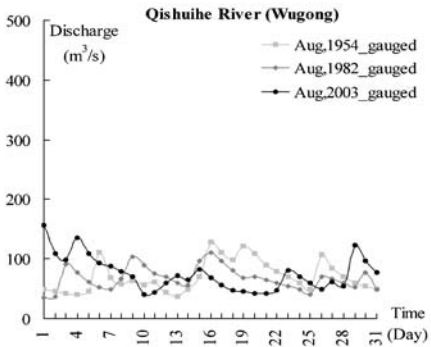 Qishuihe River (Wugong)
500
400
300
200
100
0
Discharge
(m³/s)
Aug,1954_gauged
Aug,1982_gauged
Aug,2003_gauged
Time
(Day)
1 4 7 10 13 16 19 22 25 28 31